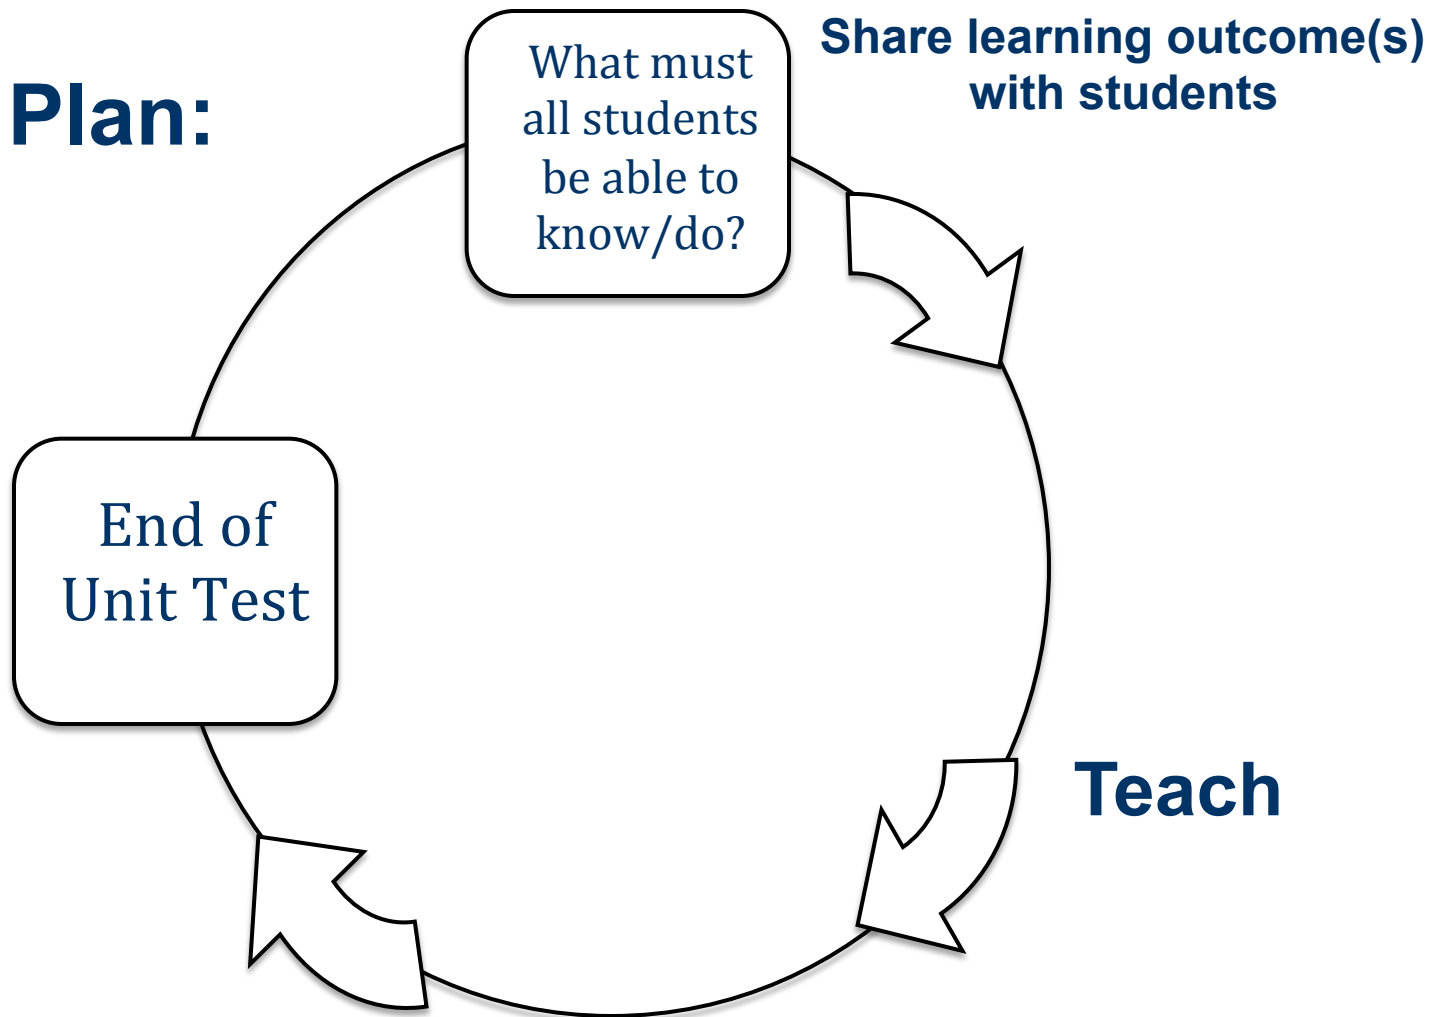 Plan:
What must
all students
be able to
know/do?
Share learning outcome(s)
with students
End of
Unit Test
Teach